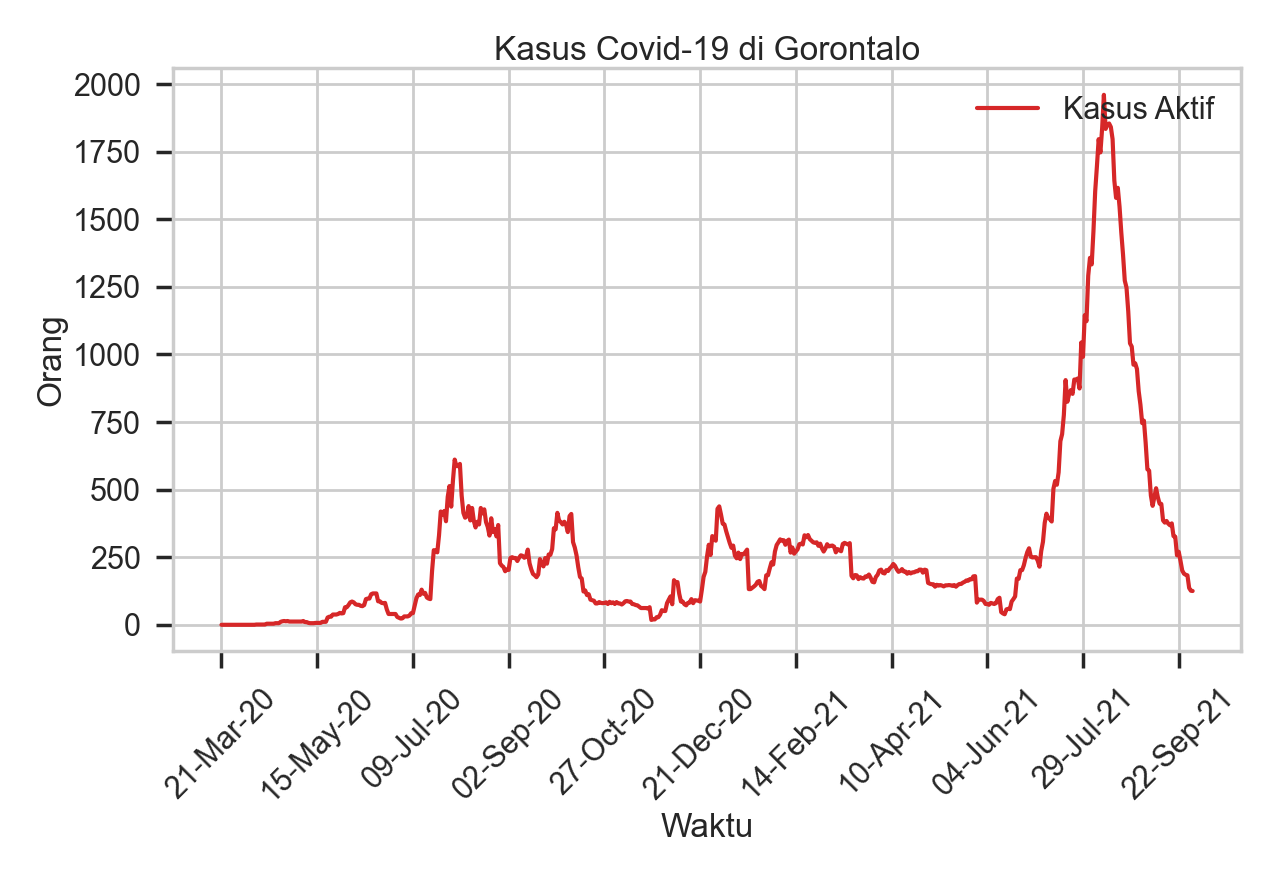 Kasus Covid-19 di Gorontalo
Kasus Aktif
2000
1750
1500
1250
1000
750
500
250
0
Orang
21-Mar-20
15-May-20
09-Jul-20
02-Sep-20
27-Oct-20
21-Dec-20
14-Feb-21
10-Apr-21
04-Jun-21
29-Jul-21
22-Sep-21
Waktu